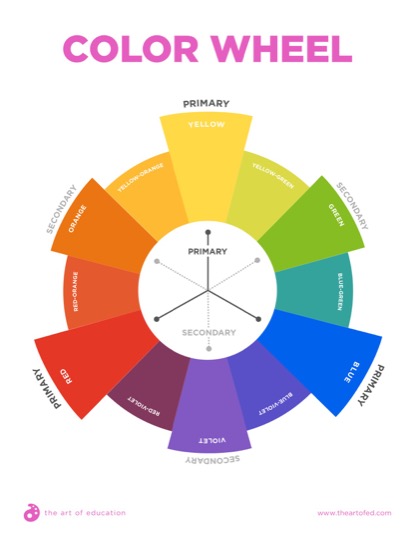 COLOR WHEEL
PRIMARY
YELLOW
YELLOW-ORANGE
YELLOW-GREEN
SECONDARY
ORANGE
SECONDARY
GREEN
PRIMARY
RED-ORANGE
BLUE-GREEN
SECONDARY
PRIMARY
RED
BLUE
PRIMARY
RED-VIOLET
BLUE-VIOLET
VIOLET
SECONDARY
the art of education
www.theartofed.com